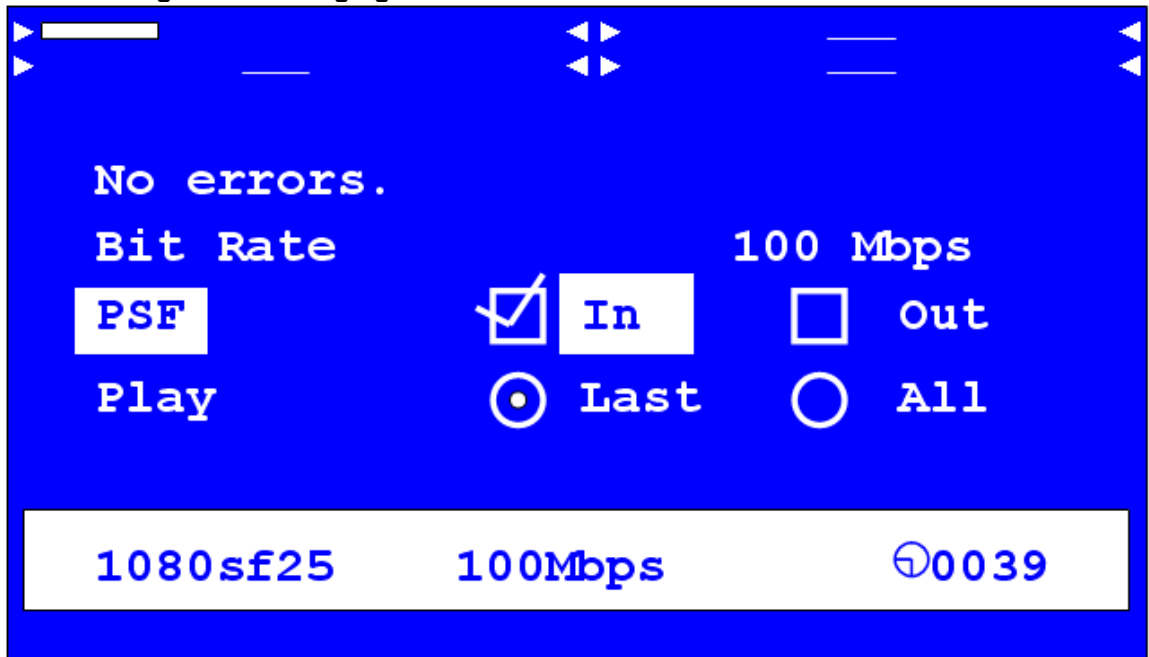 No errors.
Bit Rate 100 Mbps
PSF In Out
Play Last All
1080sf25 100Mbps 0039